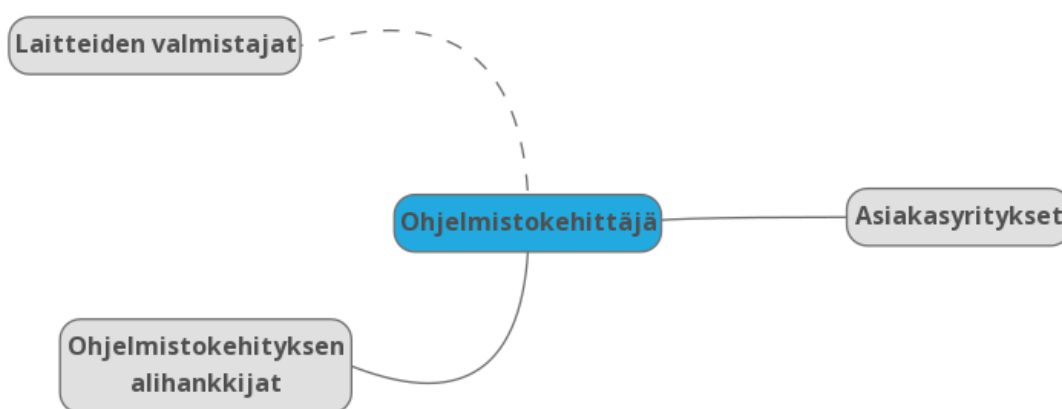 Laitteiden valmistajat
Ohjelmistokehittäjä
Asiakasyritykset
Ohjelmistokehityksen
alihankkijat